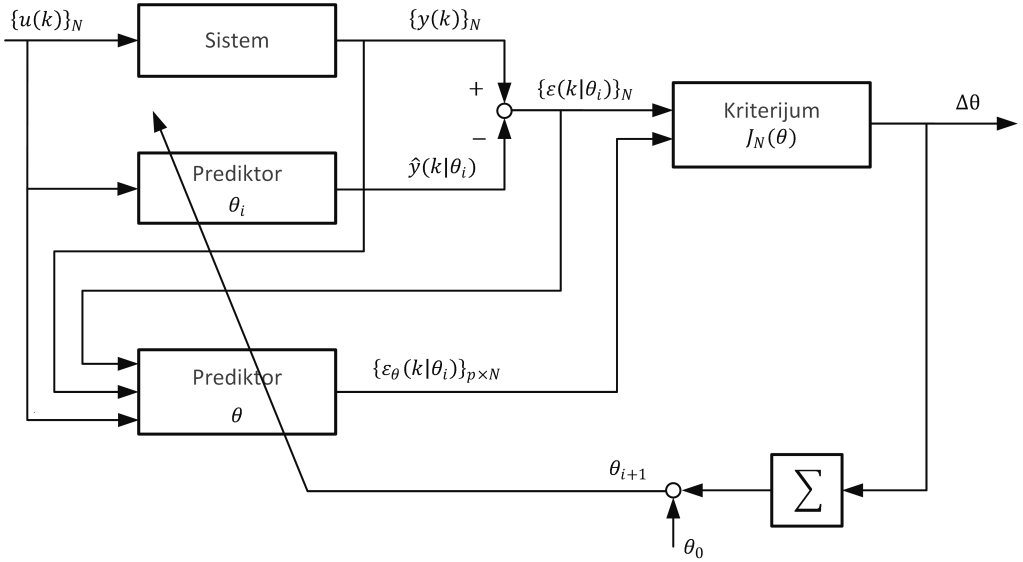 {u(k)}_N
Sistem
{y(k)}_N
+
−
{ε(k|θ_i)}_N
Kriterijum
J_N(θ)
Δθ
Prediktor
θ_i
ŷ(k|θ_i)
Prediktor
θ
{ε_θ(k|θ_i)}_{p×N}
θ_{i+1}
∑
θ_0